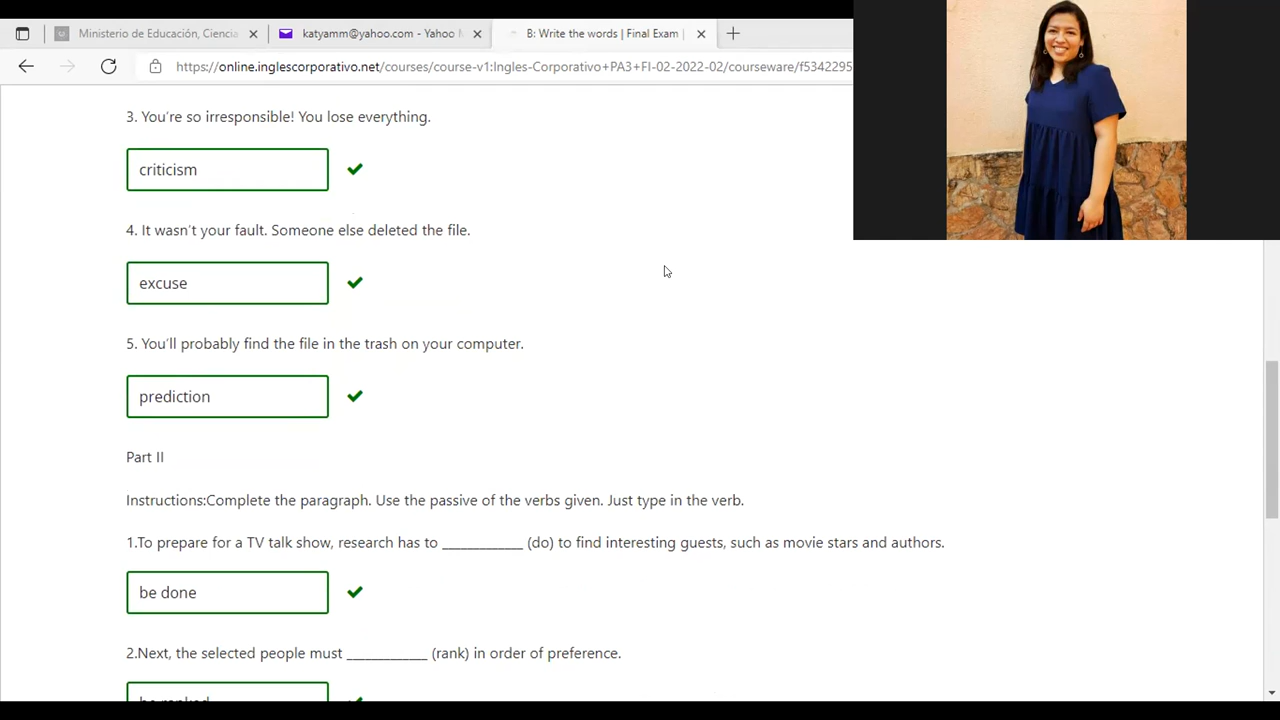 Ministerio de Educación, Ciencia
katyamm@yahoo.com - Yahoo M
B: Write the words | Final Exam |
https://online.inglescorporativo.net/courses/course-v1:Ingles-Corporativo+PA3+FI-02-2022-02/courseware/f5342295
3. You're so irresponsible! You lose everything.
criticism
4. It wasn't your fault. Someone else deleted the file.
excuse
5. You'll probably find the file in the trash on your computer.
prediction
Part II
Instructions:Complete the paragraph. Use the passive of the verbs given. Just type in the verb.
1.To prepare for a TV talk show, research has to _____________ (do) to find interesting guests, such as movie stars and authors.
be done
2.Next, the selected people must _____________ (rank) in order of preference.
be ranked